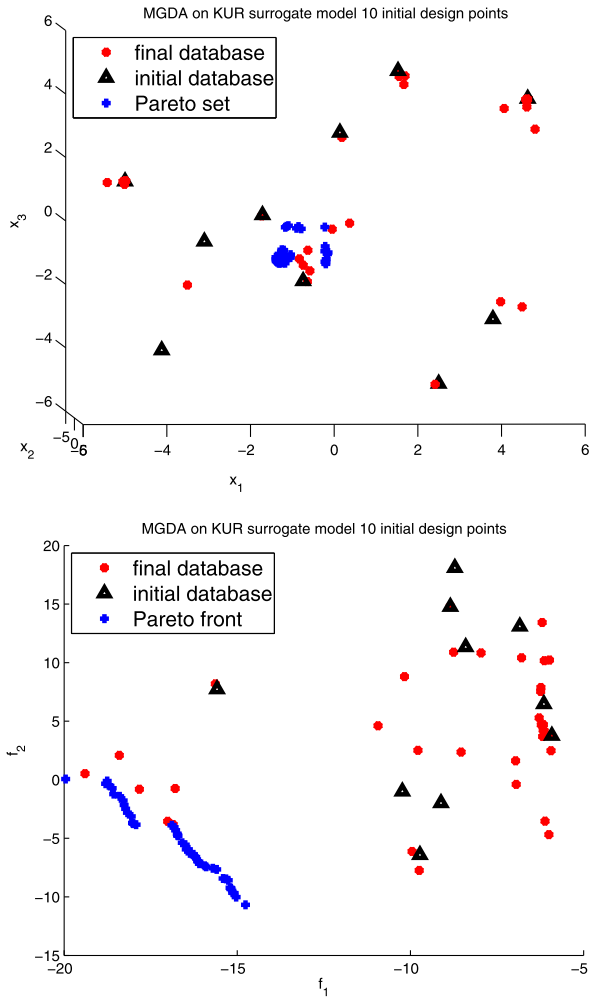 MGDA on KUR surrogate model 10 initial design points
6
final database
initial database
Pareto set
4
2
x3
0
−2
−4
−6
−5
0
5
−6
−4
−2
0
2
4
6
x2
x1
MGDA on KUR surrogate model 10 initial design points
20
final database
initial database
Pareto front
15
10
5
f2
0
−5
−10
−15
−20
−15
−10
−5
f1